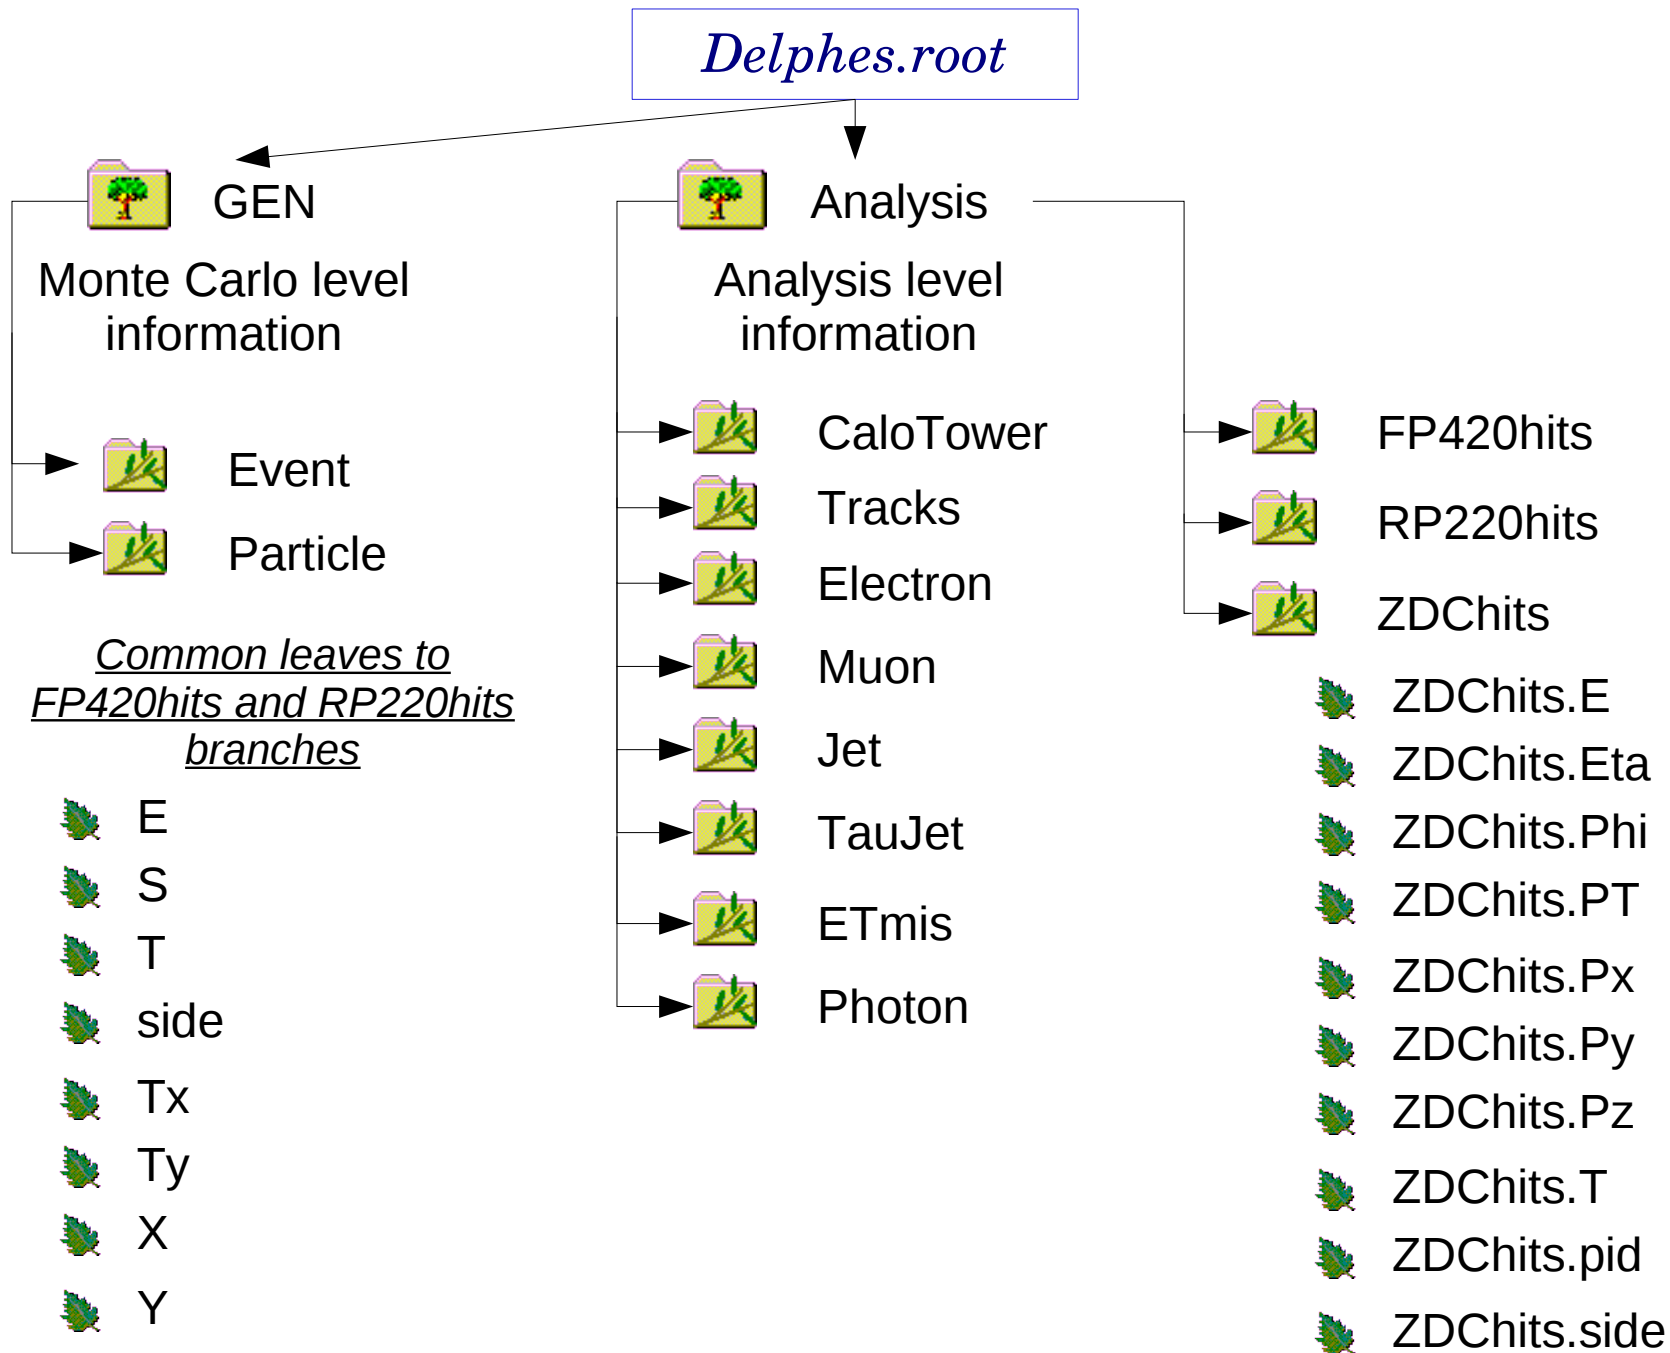 Delphes.root
GEN
Monte Carlo level
information
Event
Particle
Common leaves to
FP420hits and RP220hits
branches
E
S
T
side
Tx
Ty
X
Y
Analysis
Analysis level
information
CaloTower
Tracks
Electron
Muon
Jet
TauJet
ETmis
Photon
FP420hits
RP220hits
ZDChits
ZDChits.E
ZDChits.Eta
ZDChits.Phi
ZDChits.PT
ZDChits.Px
ZDChits.Py
ZDChits.Pz
ZDChits.T
ZDChits.pid
ZDChits.side